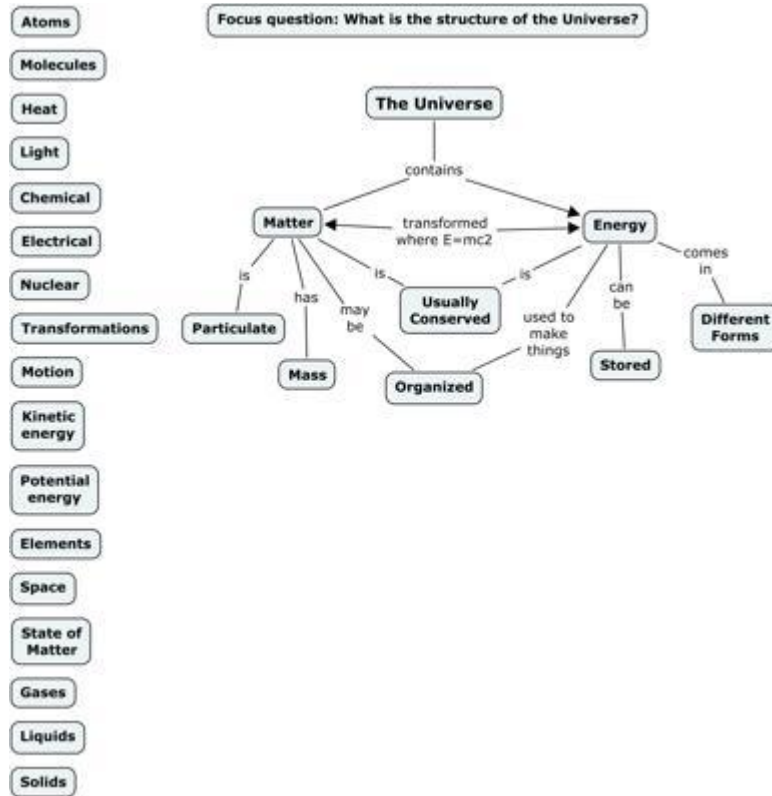 Focus question: What is the structure of the Universe?
Atoms
Molecules
Heat
Light
Chemical
Electrical
Nuclear
Transformations
Motion
Kinetic
energy
Potential
energy
Elements
Space
State of
Matter
Gases
Liquids
Solids
The Universe
contains
Matter
transformed
where E=mc2
Energy
is
has
may
be
is
is
used to
make
things
can
be
comes
in
Particulate
Mass
Usually
Conserved
Organized
Stored
Different
Forms